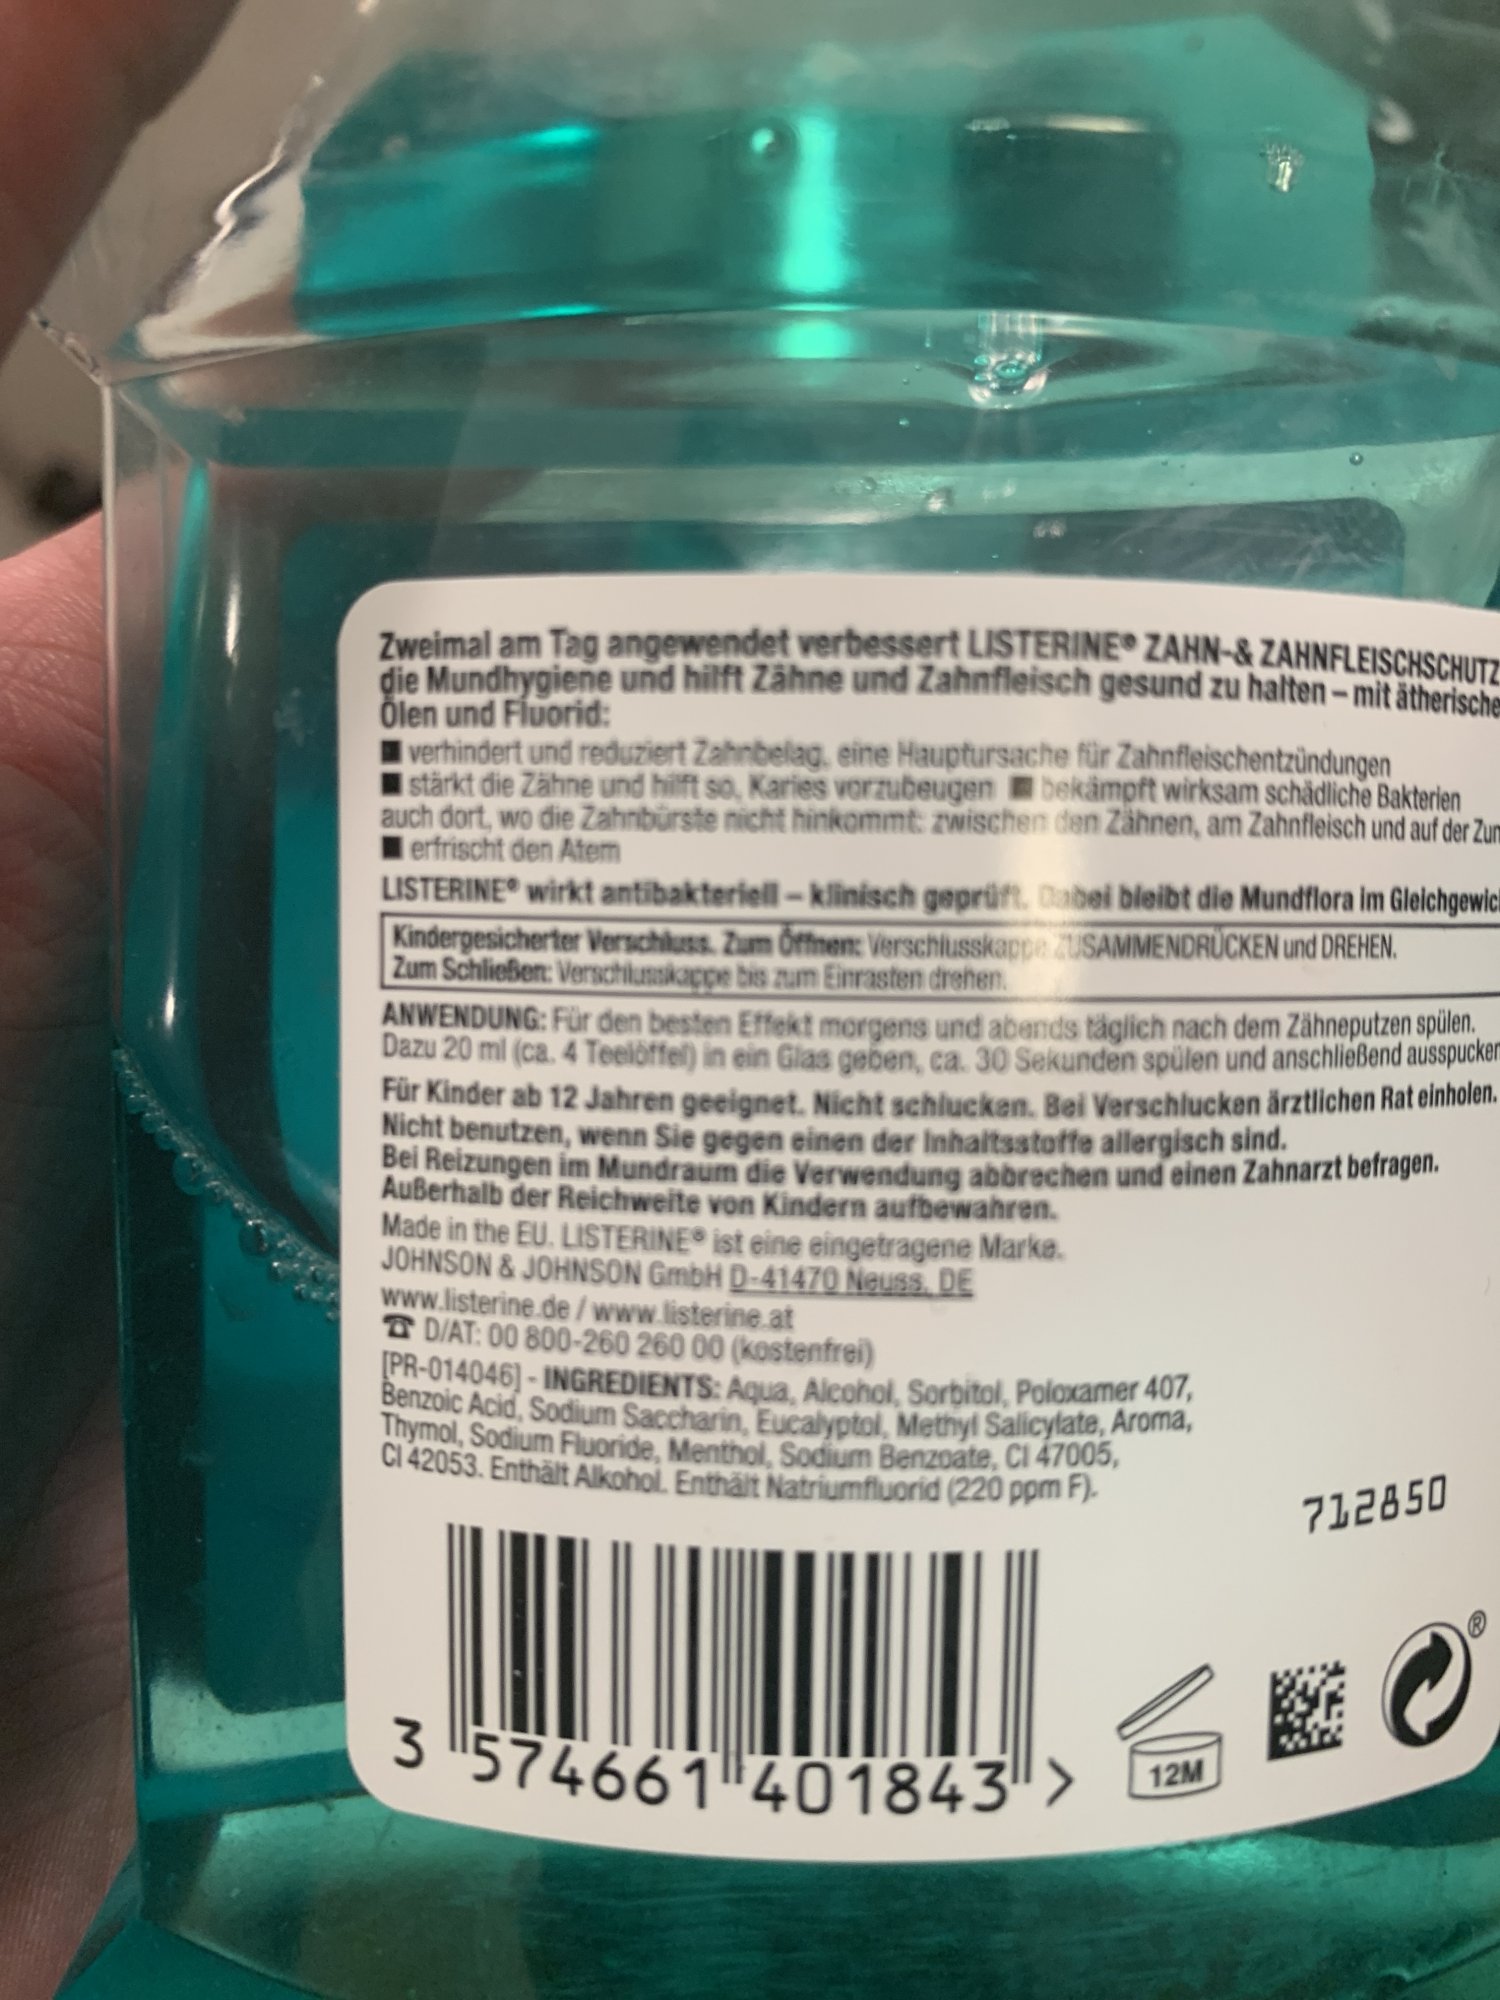 Zweimal am Tag angewendet verbessert LISTERINE® ZAHN-& ZAHNFLEISCHSCHUTZ
die Mundhygiene und hilft Zähne und Zahnfleisch gesund zu halten – mit ätherische
Ölen und Fluorid:
■ verhindert und reduziert Zahnbelag, eine Hauptursache für Zahnfleischentzündungen
■ stärkt die Zähne und hilft so, Karies vorzubeugen ■ bekämpft wirksam schädliche Bakterien
auch dort, wo die Zahnbürste nicht hinkommt: zwischen den Zähnen, am Zahnfleisch und auf der Zun
■ erfrischt den Atem
LISTERINE® wirkt antibakteriell – klinisch geprüft. Dabei bleibt die Mundflora im Gleichgewic
Kindergesicherter Verschluss. Zum Öffnen: Verschlusskappe ZUSAMMENDRÜCKEN und DREHEN.
Zum Schließen: Verschlusskappe bis zum Einrasten drehen.
ANWENDUNG: Für den besten Effekt morgens und abends täglich nach dem Zähneputzen spülen.
Dazu 20 ml (ca. 4 Teelöffel) in ein Glas geben, ca. 30 Sekunden spülen und anschließend ausspucken
Für Kinder ab 12 Jahren geeignet. Nicht schlucken. Bei Verschlucken ärztlichen Rat einholen.
Nicht benutzen, wenn Sie gegen einen der Inhaltsstoffe allergisch sind.
Bei Reizungen im Mundraum die Verwendung abbrechen und einen Zahnarzt befragen.
Außerhalb der Reichweite von Kindern aufbewahren.
Made in the EU. LISTERINE® ist eine eingetragene Marke.
JOHNSON & JOHNSON GmbH D-41470 Neuss, DE
www.listerine.de / www.listerine.at
☎ D/AT: 00 800-260 260 00 (kostenfrei)
[PR-014046] - INGREDIENTS: Aqua, Alcohol, Sorbitol, Poloxamer 407,
Benzoic Acid, Sodium Saccharin, Eucalyptol, Methyl Salicylate, Aroma,
Thymol, Sodium Fluoride, Menthol, Sodium Benzoate, CI 47005,
CI 42053. Enthält Alkohol. Enthält Natriumfluorid (220 ppm F).
712850
3 574661 401843 >
12M
®